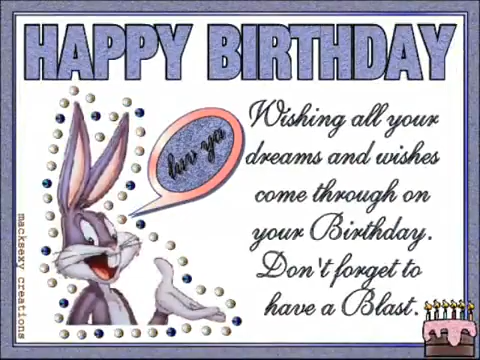 HAPPY BIRTHDAY
luv ya
Wishing all your
dreams and wishes
come through on
your Birthday.
Don't forget to
have a Blast.
macksexy creations